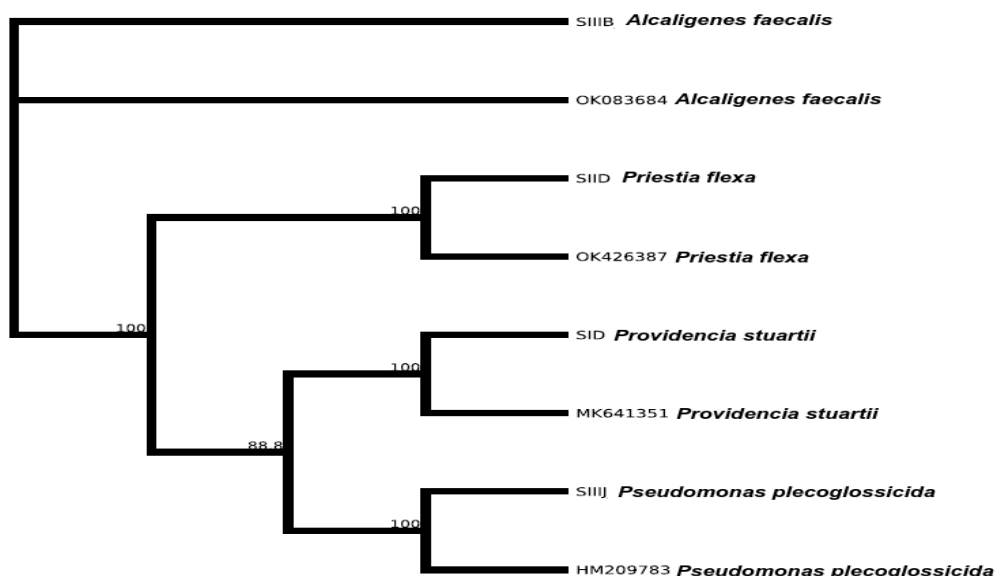 SIIIB Alcaligenes faecalis
OK083684 Alcaligenes faecalis
SIID Priestia flexa
100
OK426387 Priestia flexa
100
SID Providencia stuartii
100
MK641351 Providencia stuartii
88.8
SIIIJ Pseudomonas plecoglossicida
100
HM209783 Pseudomonas plecoglossicida